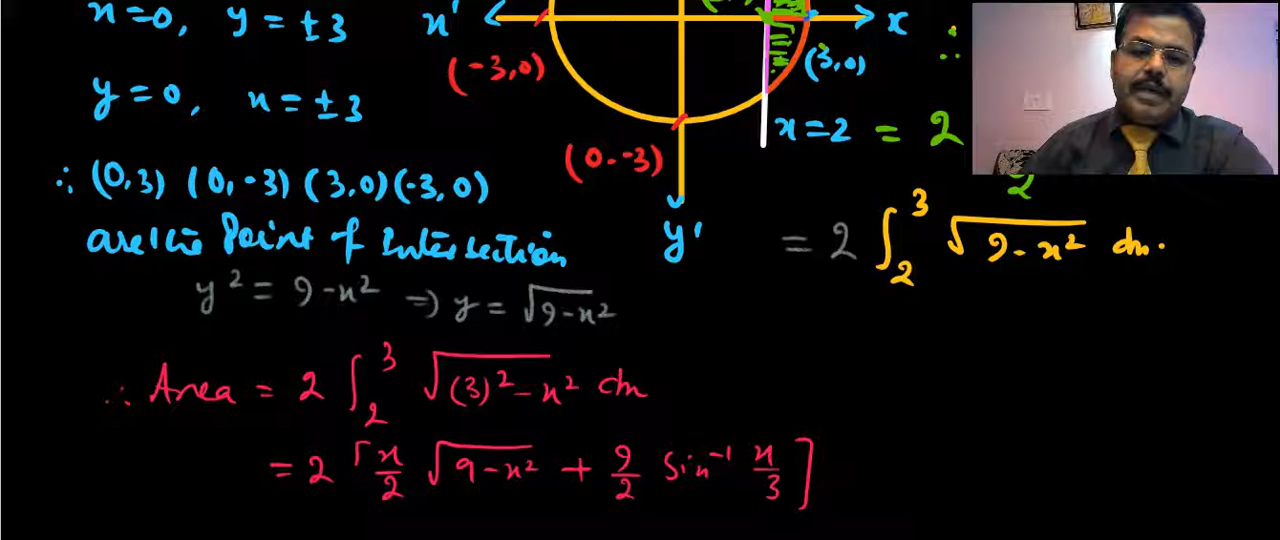 x=0, y = ±3
y=0, x = ±3
∴ (0,3) (0,-3) (3,0) (-3,0)
are the Point of Intersection
y² = 9-x² ⇒ y = √9-x²
x'
x
(-3,0)
(3,0)
x=2
(0.-3)
y'
∴
= 2
2
= 2 ∫₂³ √9-x² dx.
∴ Area = 2 ∫₂³ √(3)²-x² dx
= 2 [x/2 √9-x² + 9/2 Sin⁻¹ x/3]